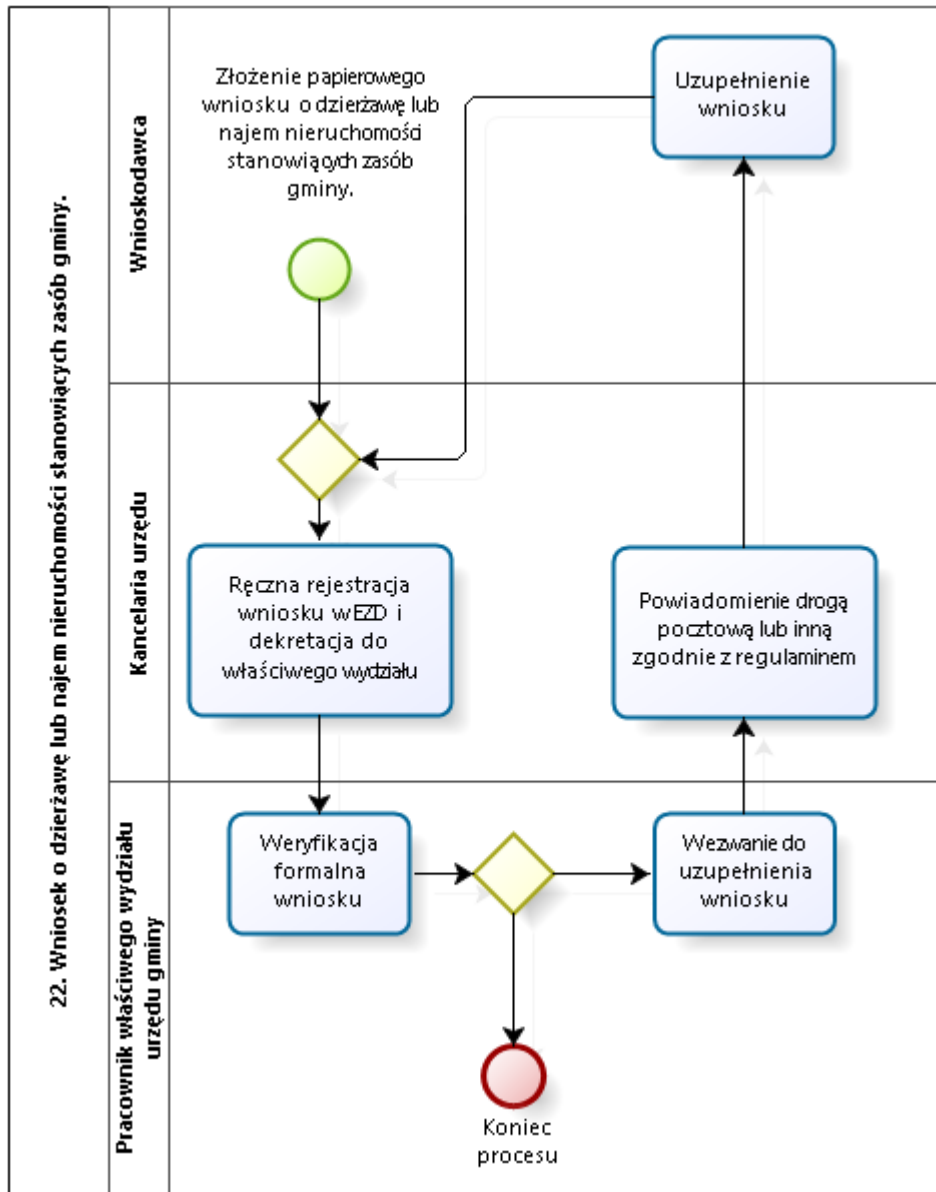 22. Wniosek o dzierżawę lub najem nieruchomości stanowiących zasób gminy.
Wnioskodawca
Złożenie papierowego
wniosku o dzierżawę lub
najem nieruchomości
stanowiących zasób
gminy.
Uzupełnienie
wniosku
Kancelaria urzędu
Ręczna rejestracja
wniosku w EZD i
dekretacja do
właściwego wydziału
Powiadomienie drogą
pocztową lub inną
zgodnie z regulaminem
Pracownik właściwego wydziału
urzędu gminy
Weryfikacja
formalna
wniosku
Wezwanie do
uzupełnienia
wniosku
Koniec
procesu